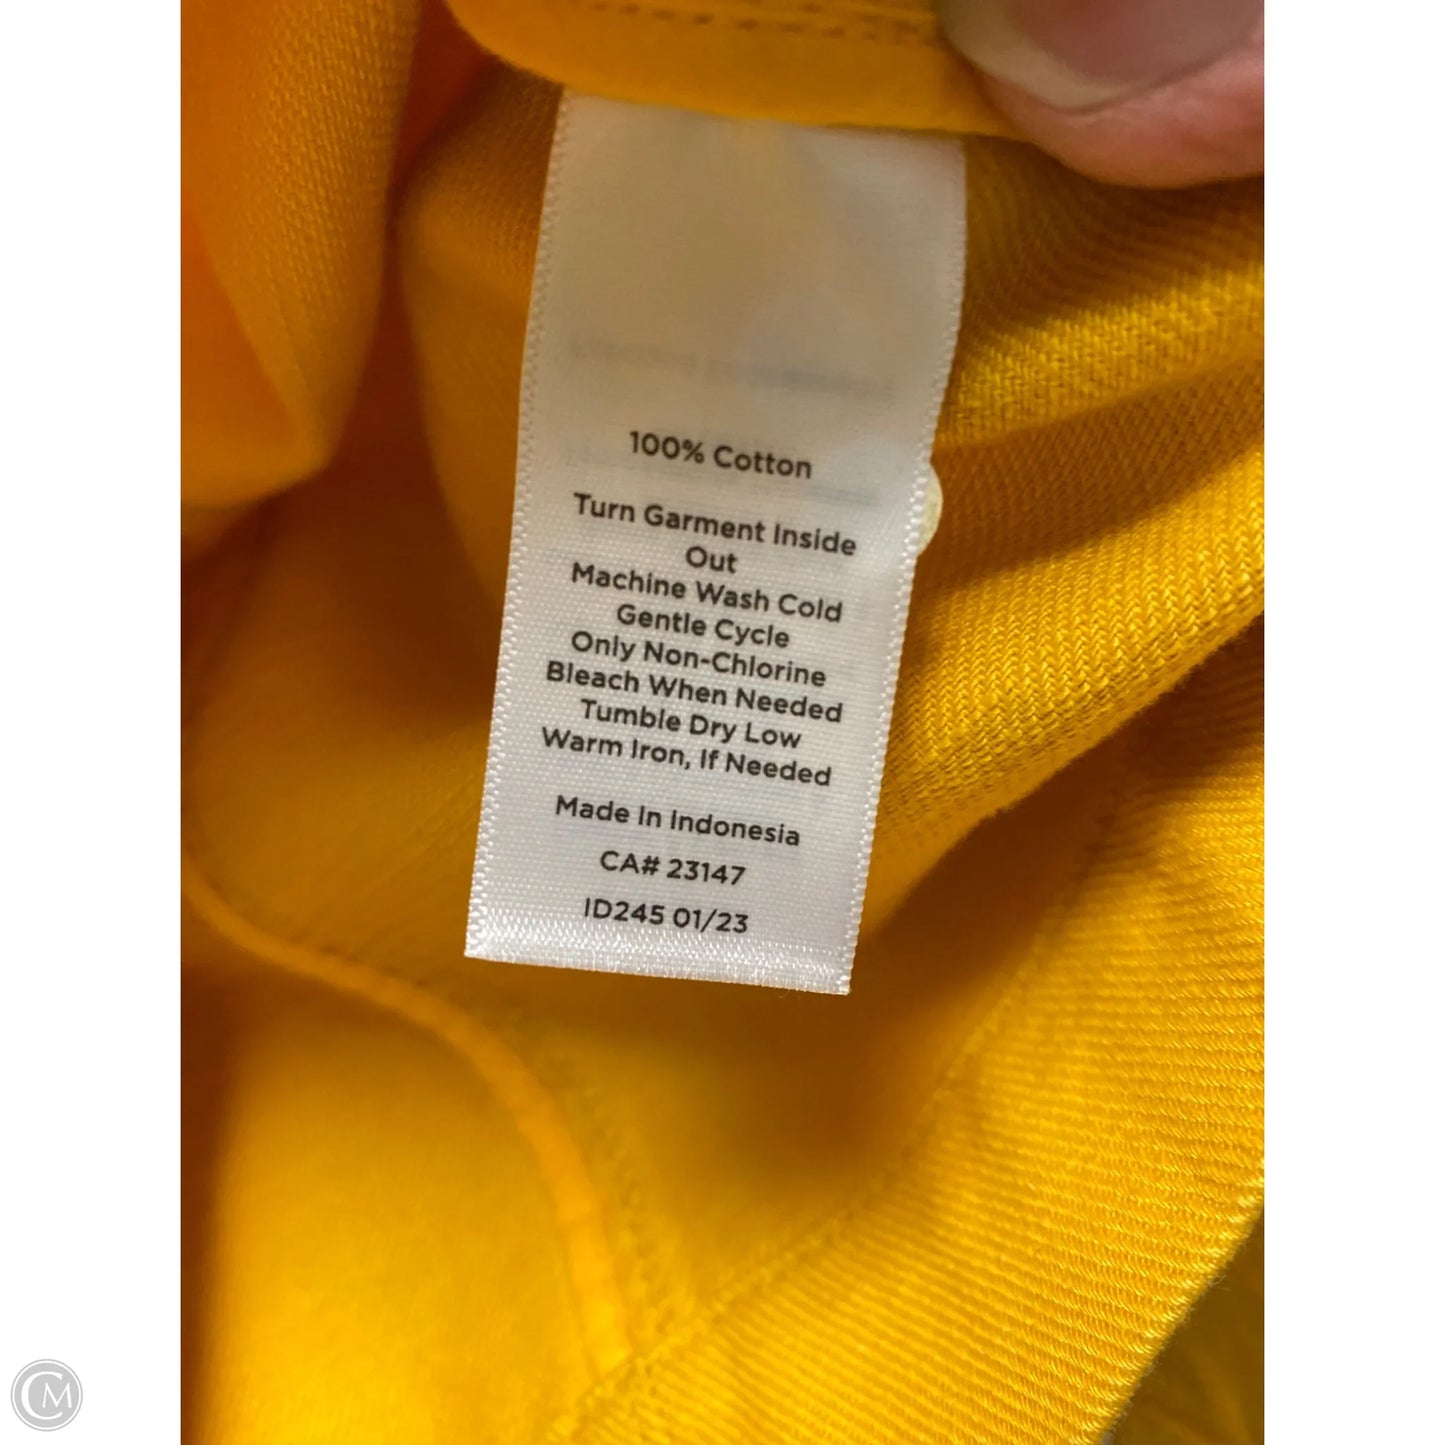 100% Cotton
Turn Garment Inside
Out
Machine Wash Cold
Gentle Cycle
Only Non-Chlorine
Bleach When Needed
Tumble Dry Low
Warm Iron, If Needed
Made In Indonesia
CA# 23147
ID245 01/23
CM